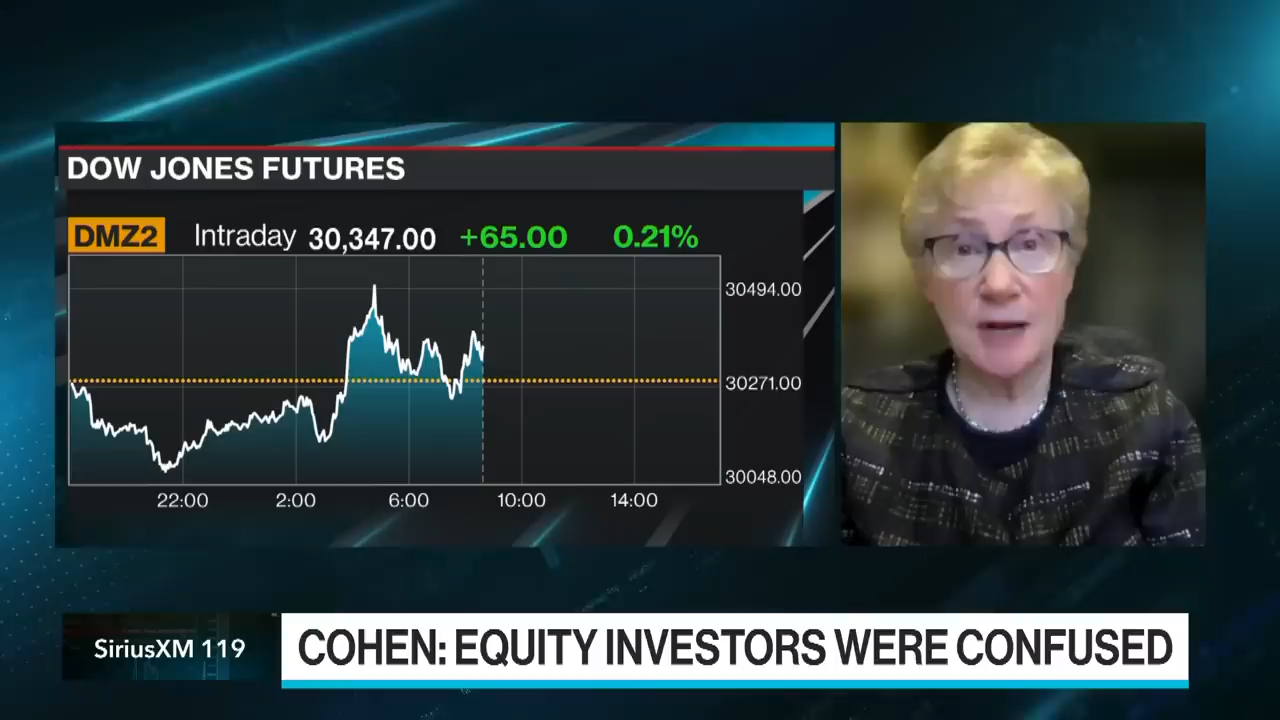 DOW JONES FUTURES
DMZ2 Intraday 30,347.00 +65.00 0.21%
30494.00
30271.00
30048.00
22:00 2:00 6:00 10:00 14:00
SiriusXM 119
COHEN: EQUITY INVESTORS WERE CONFUSED